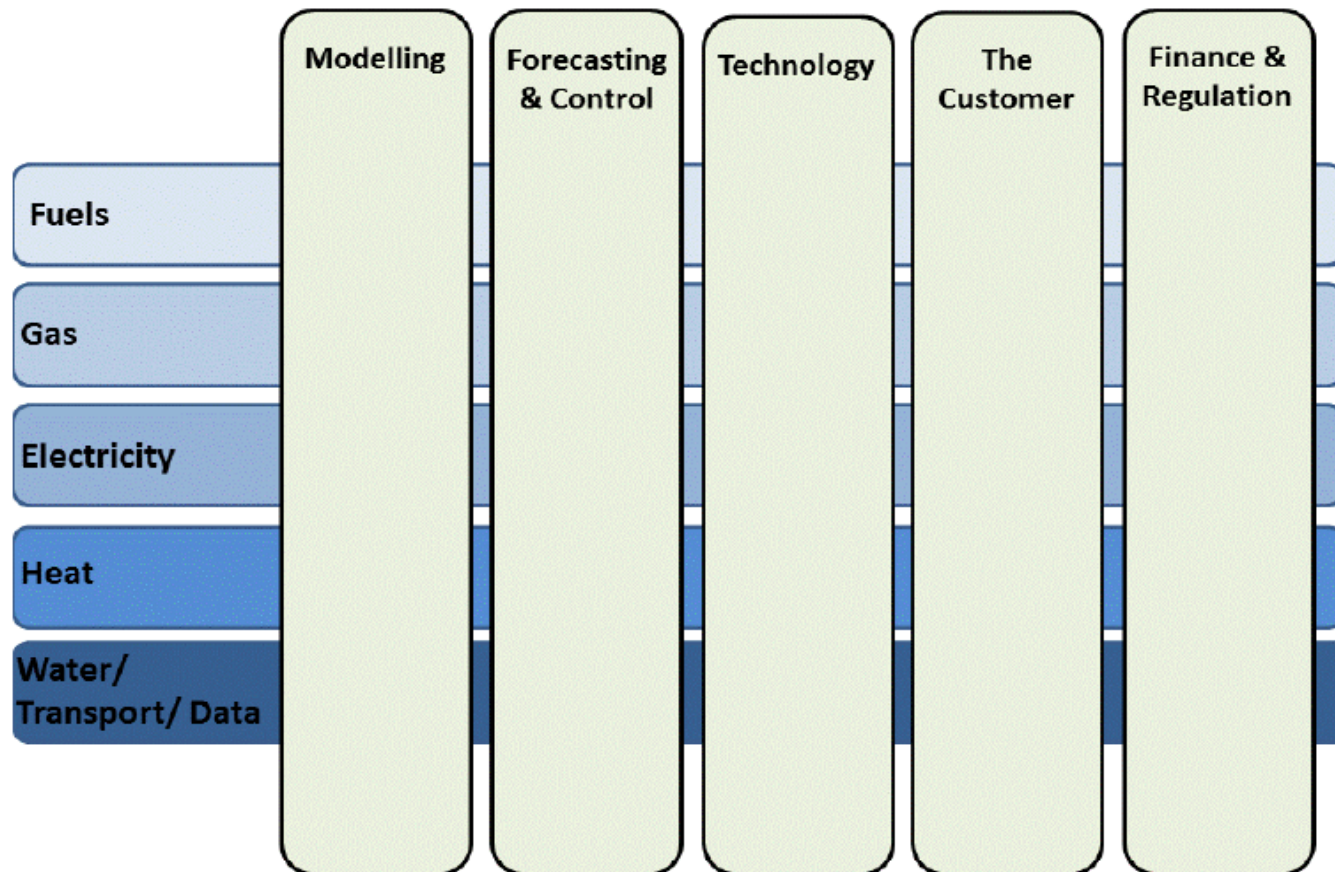 Modelling
Forecasting
& Control
Technology
The
Customer
Finance &
Regulation
Fuels
Gas
Electricity
Heat
Water/
Transport/ Data